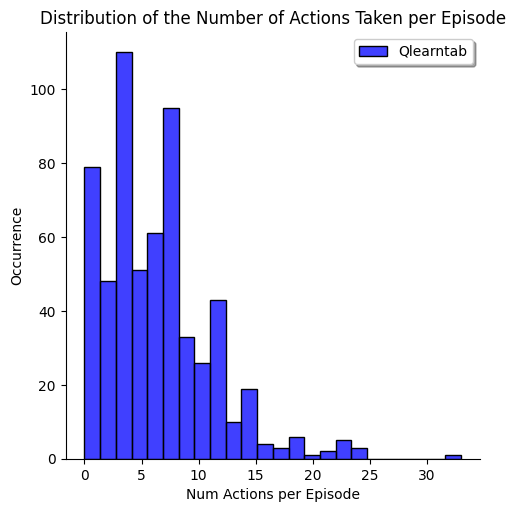 Distribution of the Number of Actions Taken per Episode
Qlearntab
100
80
60
40
20
0
Occurrence
0 5 10 15 20 25 30
Num Actions per Episode